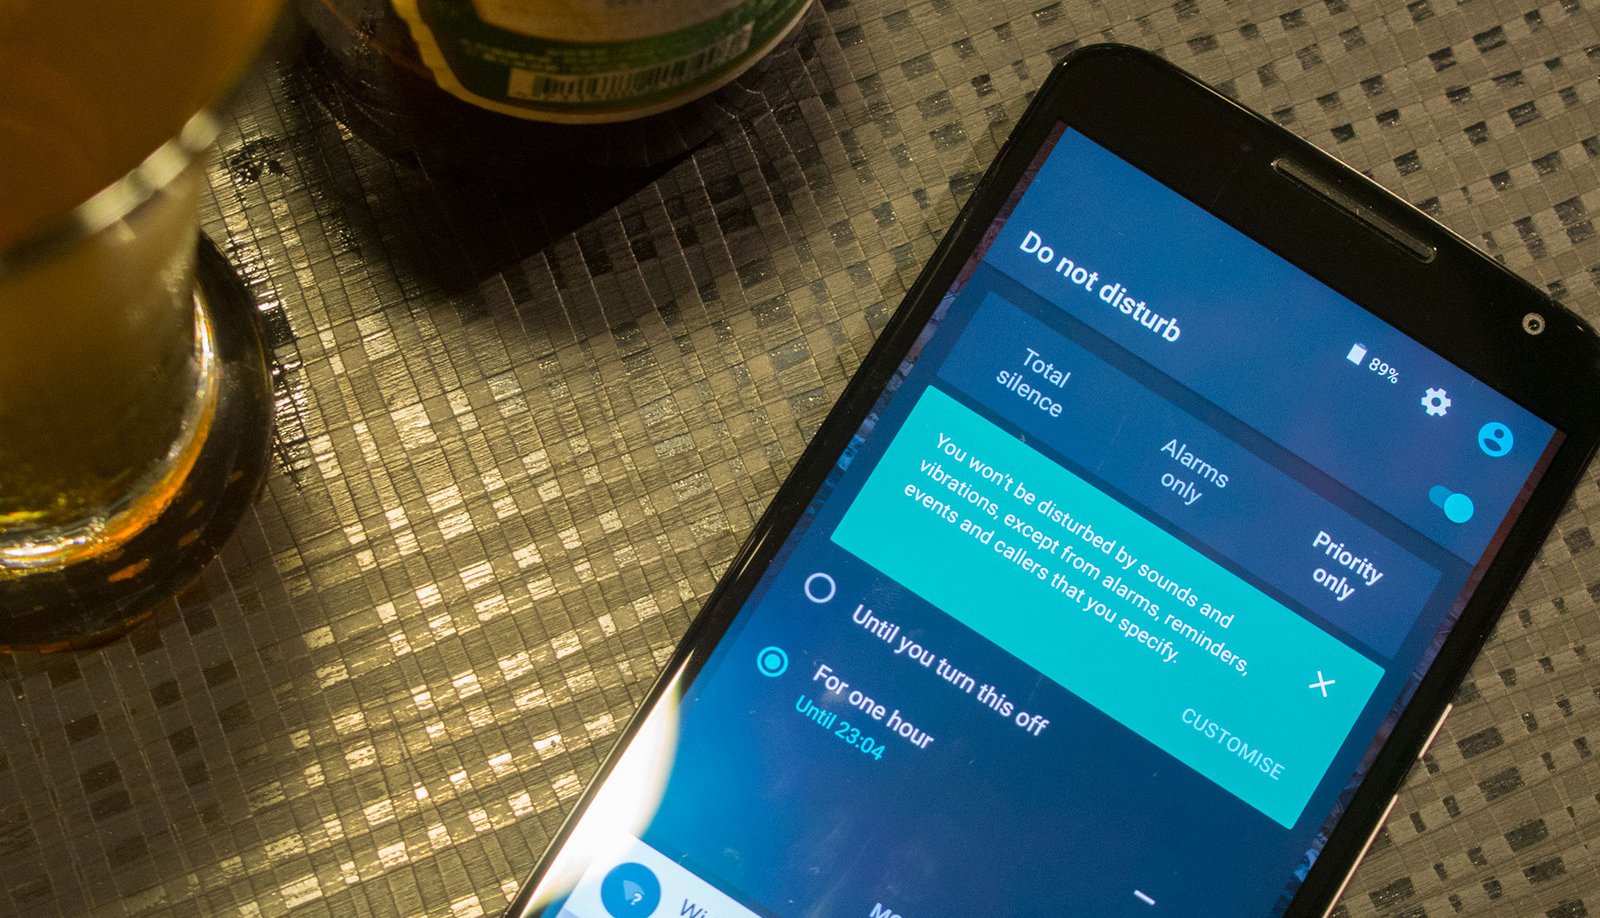 Do not disturb
89%
Total
silence
Alarms
only
Priority
only
You won't be disturbed by sounds and
vibrations, except from alarms, reminders,
events and callers that you specify.
CUSTOMISE
Until you turn this off
For one hour
Until 23:04